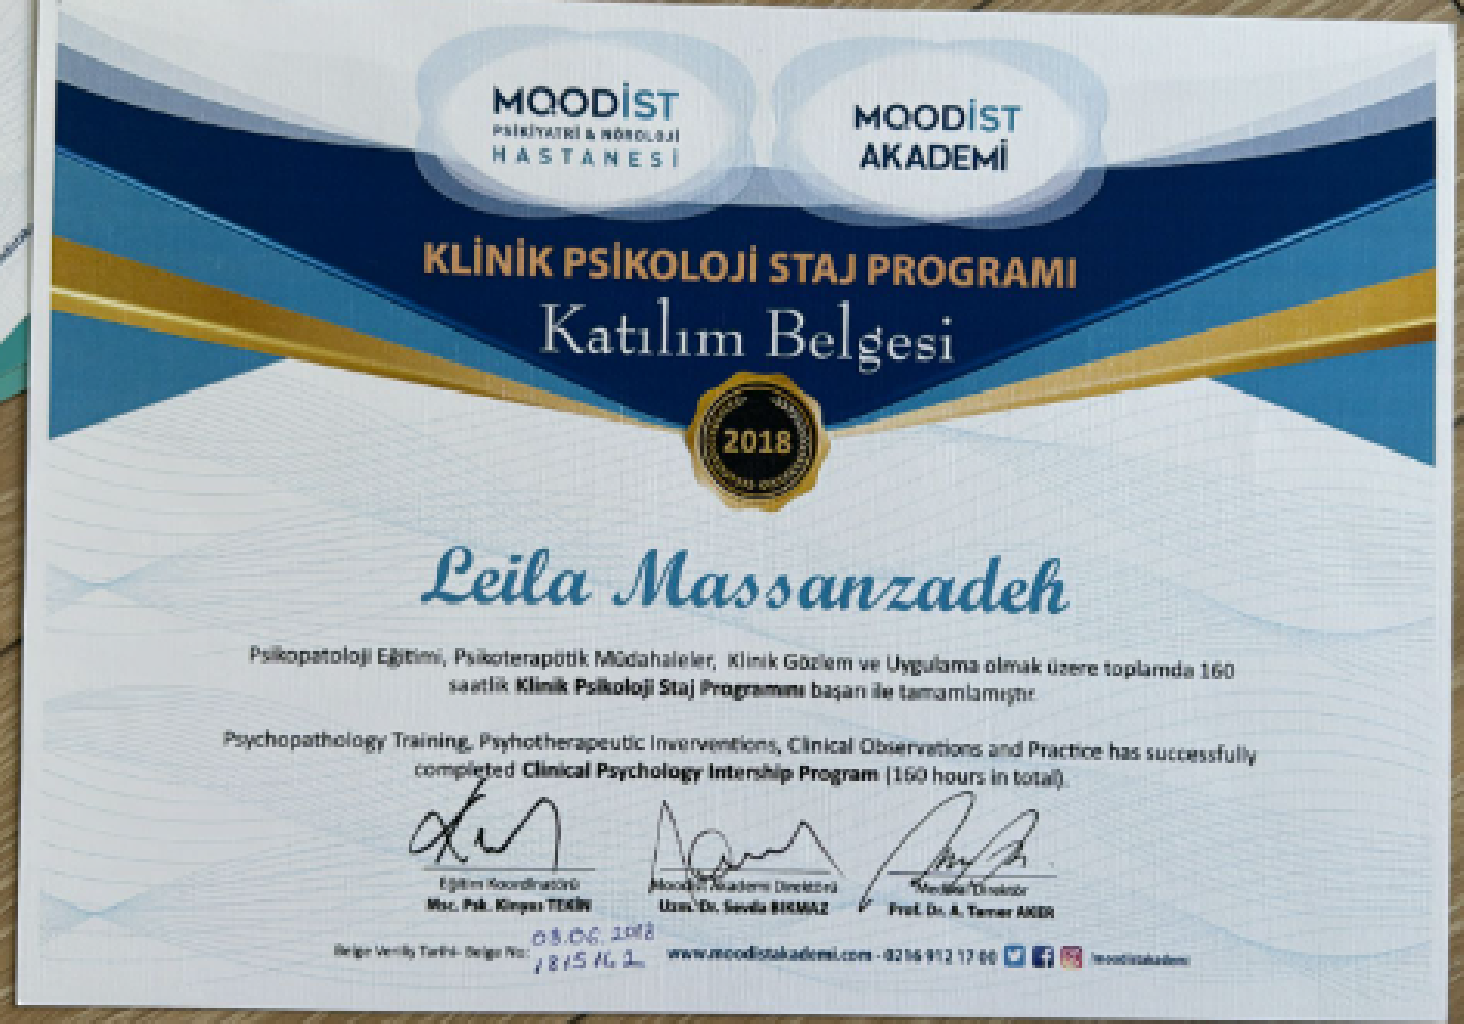 MOODİST
PSİKİYATRİ & NÖROLOJİ
HASTANESİ
MOODİST
AKADEMİ
KLİNİK PSİKOLOJİ STAJ PROGRAMI
Katılım Belgesi
2018
Leila Massanzadeh
Psikopatoloji Eğitimi, Psikoterapötik Müdahaleler, Klinik Gözlem ve Uygulama olmak üzere toplamda 160
saatlik Klinik Psikoloji Staj Programını başarı ile tamamlamıştır.
Psychopathology Training, Psyhotherapeutic Inverventions, Clinical Observations and Practice has successfully
completed Clinical Psychology Intership Program (160 hours in total).
Eğitim Koordinatörü
Msc. Psk. Kinyas TEKİN
Moodist Akademi Direktörü
Uzm. Dr. Sevda BIKMAZ
Medikal Direktör
Prof. Dr. A. Tamer AKER
Belge Veriliş Tarihi- Belge No:
08.06.2018
www.moodistakademi.com - 0216 912 17 00
/moodistakademi